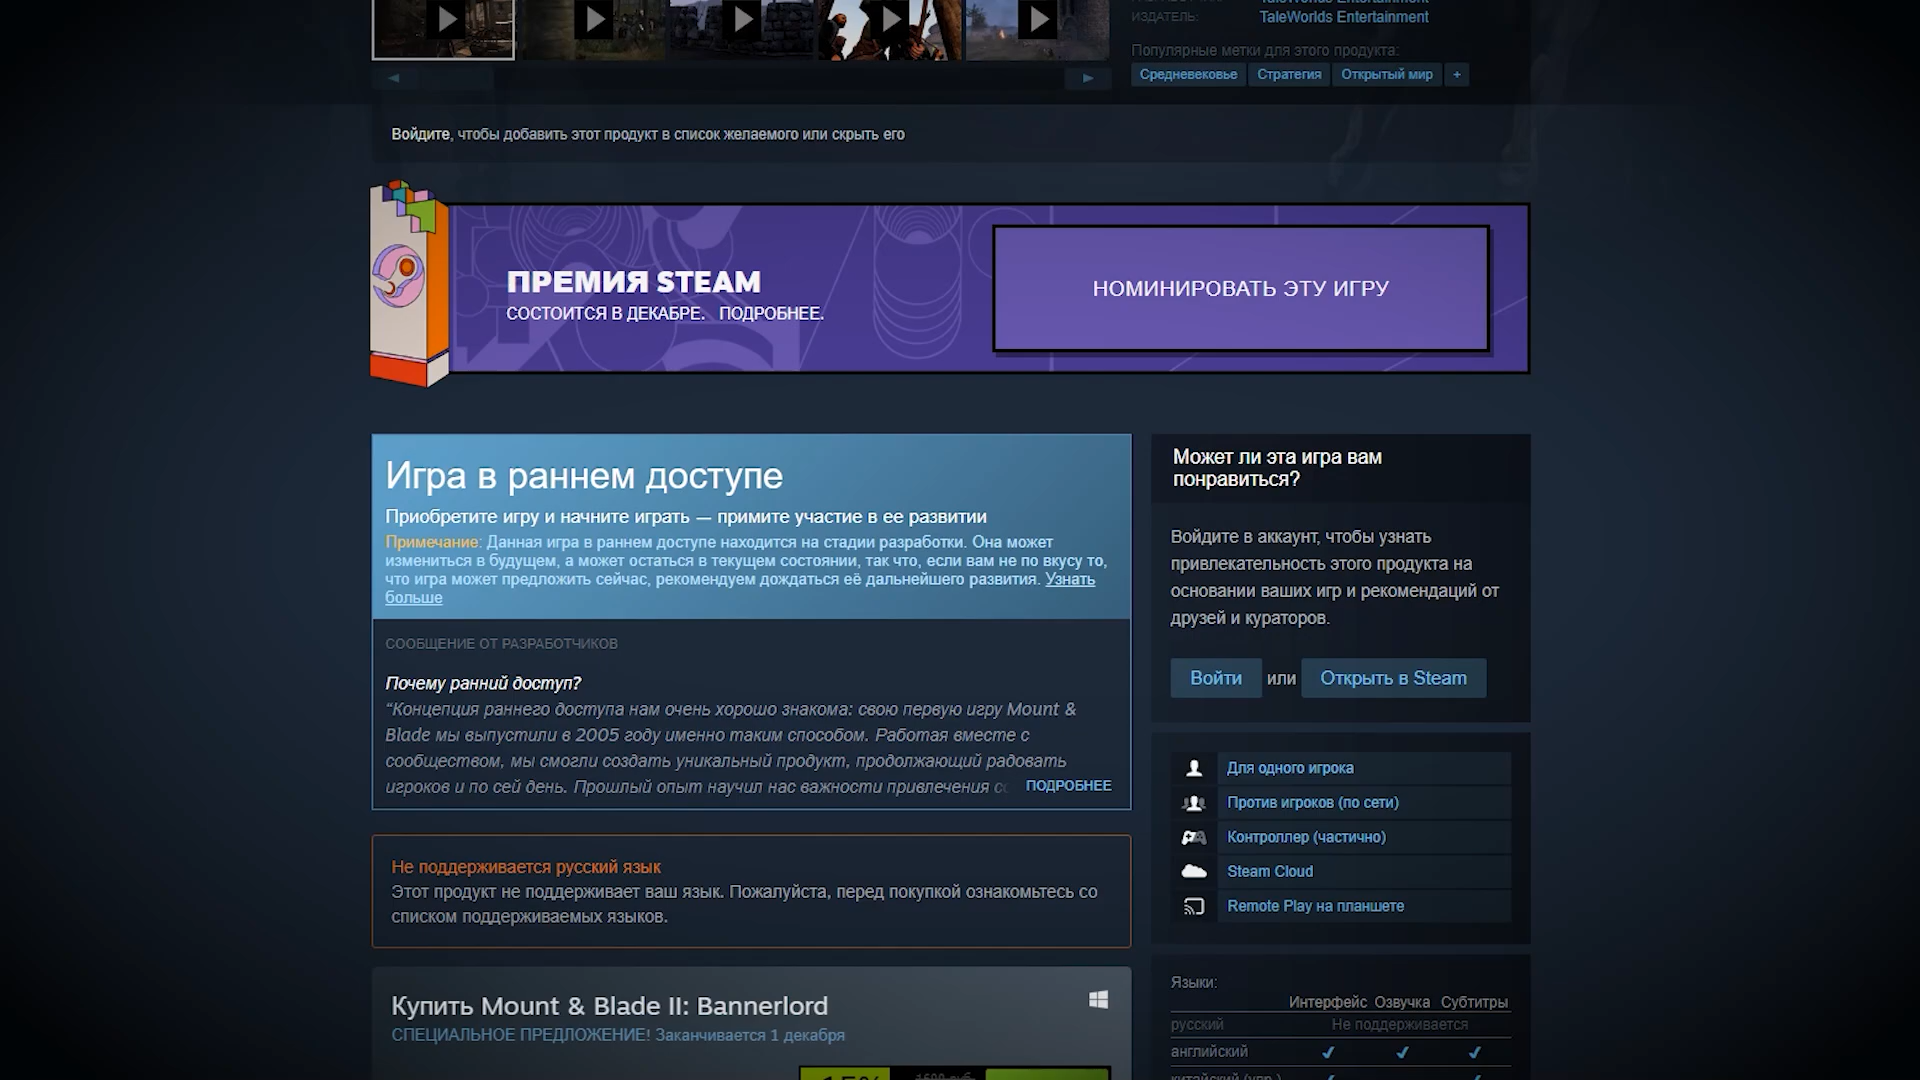 TaleWorlds Entertainment
ИЗДАТЕЛЬ: TaleWorlds Entertainment
Популярные метки для этого продукта:
Средневековье Стратегия Открытый мир +
Войдите, чтобы добавить этот продукт в список желаемого или скрыть его
ПРЕМИЯ STEAM
СОСТОИТСЯ В ДЕКАБРЕ. ПОДРОБНЕЕ.
НОМИНИРОВАТЬ ЭТУ ИГРУ
Игра в раннем доступе
Приобретите игру и начните играть — примите участие в ее развитии
Примечание: Данная игра в раннем доступе находится на стадии разработки. Она может
измениться в будущем, а может остаться в текущем состоянии, так что, если вам не по вкусу то,
что игра может предложить сейчас, рекомендуем дождаться её дальнейшего развития. Узнать
больше
СООБЩЕНИЕ ОТ РАЗРАБОТЧИКОВ
Почему ранний доступ?
“Концепция раннего доступа нам очень хорошо знакома: свою первую игру Mount &
Blade мы выпустили в 2005 году именно таким способом. Работая вместе с
сообществом, мы смогли создать уникальный продукт, продолжающий радовать
игроков и по сей день. Прошлый опыт научил нас важности привлечения
ПОДРОБНЕЕ
Не поддерживается русский язык
Этот продукт не поддерживает ваш язык. Пожалуйста, перед покупкой ознакомьтесь со
списком поддерживаемых языков.
Купить Mount & Blade II: Bannerlord
СПЕЦИАЛЬНОЕ ПРЕДЛОЖЕНИЕ! Заканчивается 1 декабря
Может ли эта игра вам
понравиться?
Войдите в аккаунт, чтобы узнать
привлекательность этого продукта на
основании ваших игр и рекомендаций от
друзей и кураторов.
Войти или Открыть в Steam
Для одного игрока
Против игроков (по сети)
Контроллер (частично)
Steam Cloud
Remote Play на планшете
Языки:
Интерфейс Озвучка Субтитры
русский Не поддерживается
английский ✔ ✔ ✔